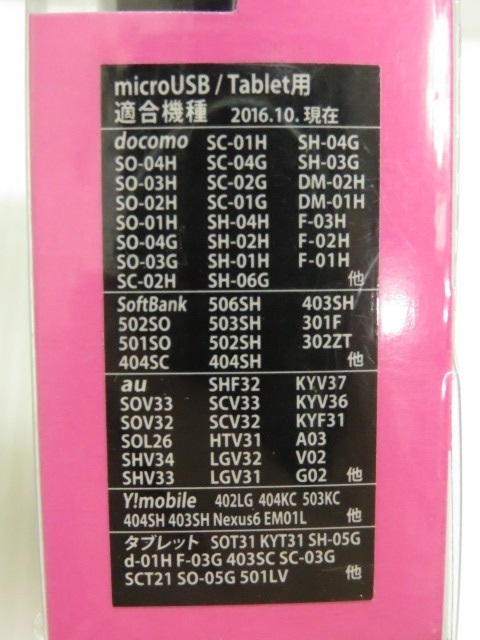 microUSB / Tablet用
適合機種 2016.10.現在
docomo SC-01H SH-04G
SO-04H SC-04G SH-03G
SO-03H SC-02G DM-02H
SO-02H SC-01G DM-01H
SO-01H SH-04H F-03H
SO-04G SH-02H F-02H
SO-03G SH-01H F-01H
SC-02H SH-06G 他
SoftBank 506SH 403SH
502SO 503SH 301F
501SO 502SH 302ZT
404SC 404SH 他
au SHF32 KYV37
SOV33 SCV33 KYV36
SOV32 SCV32 KYF31
SOL26 HTV31 A03
SHV34 LGV32 V02
SHV33 LGV31 G02 他
Y!mobile 402LG 404KC 503KC
404SH 403SH Nexus6 EM01L 他
タブレット SOT31 KYT31 SH-05G
d-01H F-03G 403SC SC-03G
SCT21 SO-05G 501LV 他